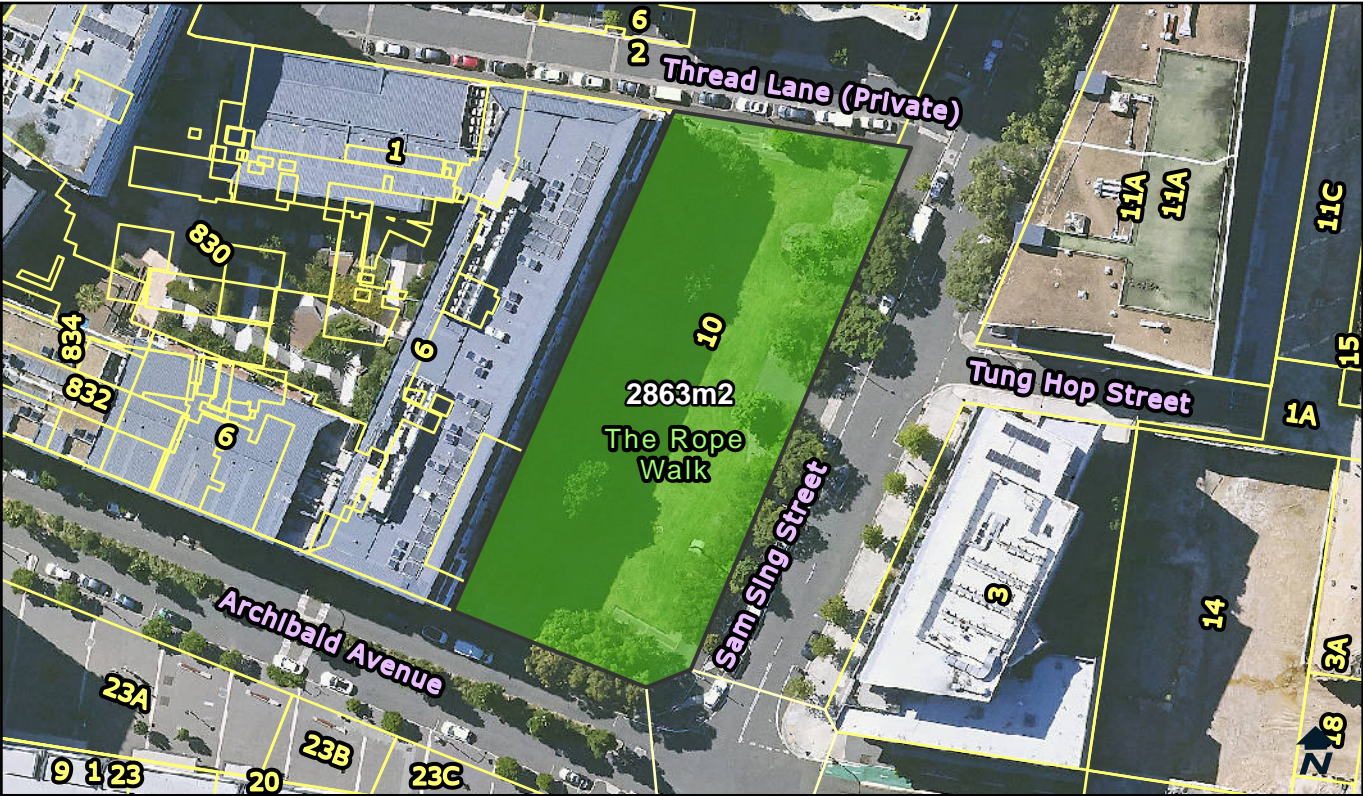 6
2
Thread Lane (Private)
1
11A
11A
11C
830
10
834
6
15
832
2863m2
Tung Hop Street
1A
6
The Rope
Walk
Sam Sing Street
3
14
Archibald Avenue
3A
23A
18
23B
N
9
1
23
20
23C